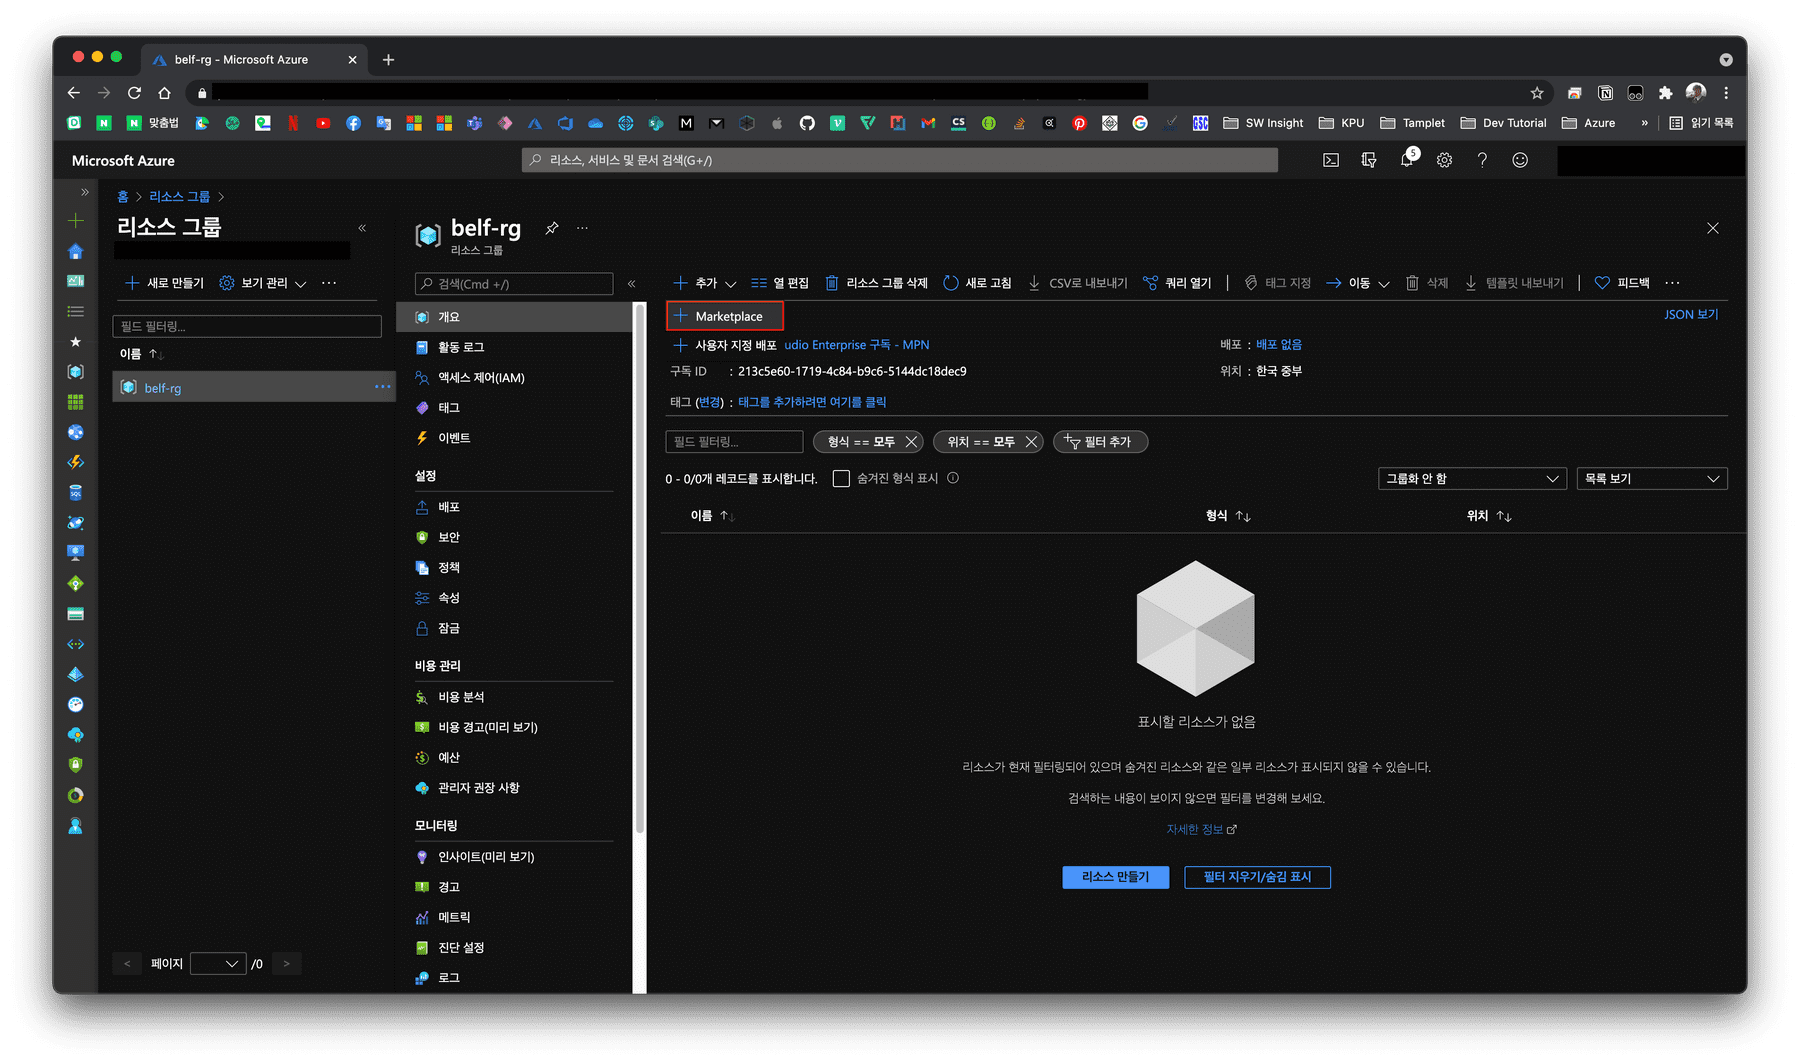 belf-rg - Microsoft Azure
맞춤법
SW Insight
KPU
Tamplet
Dev Tutorial
Azure
»
읽기 목록
Microsoft Azure
리소스, 서비스 및 문서 검색(G+/)
5
홈 > 리소스 그룹 >
리소스 그룹
새로 만들기
보기 관리
필드 필터링...
이름
belf-rg
페이지
/0
belf-rg
리소스 그룹
검색(Cmd +/)
개요
활동 로그
액세스 제어(IAM)
태그
이벤트
설정
배포
보안
정책
속성
잠금
비용 관리
비용 분석
비용 경고(미리 보기)
예산
관리자 권장 사항
모니터링
인사이트(미리 보기)
경고
메트릭
진단 설정
로그
추가
열 편집
리소스 그룹 삭제
새로 고침
CSV로 내보내기
쿼리 열기
태그 지정
이동
삭제
템플릿 내보내기
피드백
Marketplace
JSON 보기
사용자 지정 배포
udio Enterprise 구독 - MPN
배포 : 배포 없음
구독 ID : 213c5e60-1719-4c84-b9c6-5144dc18dec9
위치 : 한국 중부
태그 (변경) : 태그를 추가하려면 여기를 클릭
필드 필터링...
형식 == 모두
위치 == 모두
필터 추가
0 - 0/0개 레코드를 표시합니다.
숨겨진 형식 표시
그룹화 안 함
목록 보기
이름
형식
위치
표시할 리소스가 없음
리소스가 현재 필터링되어 있으며 숨겨진 리소스와 같은 일부 리소스가 표시되지 않을 수 있습니다.
검색하는 내용이 보이지 않으면 필터를 변경해 보세요.
자세한 정보
리소스 만들기
필터 지우기/숨김 표시